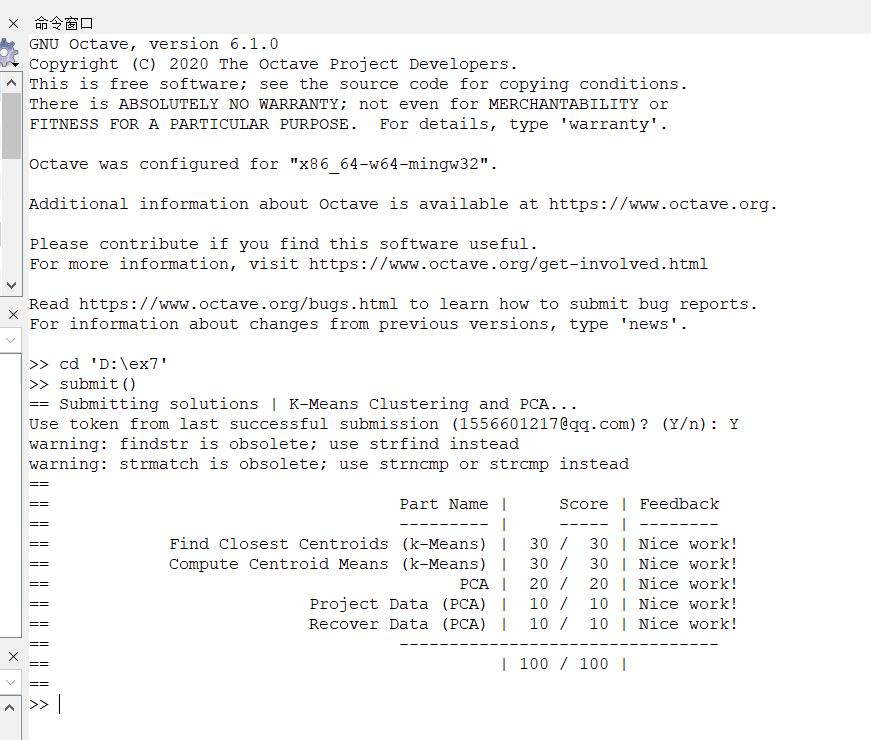 命令窗口
GNU Octave, version 6.1.0
Copyright (C) 2020 The Octave Project Developers.
This is free software; see the source code for copying conditions.
There is ABSOLUTELY NO WARRANTY; not even for MERCHANTABILITY or
FITNESS FOR A PARTICULAR PURPOSE.  For details, type 'warranty'.
Octave was configured for "x86_64-w64-mingw32".
Additional information about Octave is available at https://www.octave.org.
Please contribute if you find this software useful.
For more information, visit https://www.octave.org/get-involved.html
Read https://www.octave.org/bugs.html to learn how to submit bug reports.
For information about changes from previous versions, type 'news'.
>> cd 'D:\ex7'
>> submit()
== Submitting solutions | K-Means Clustering and PCA...
Use token from last successful submission (1556601217@qq.com)? (Y/n): Y
warning: findstr is obsolete; use strfind instead
warning: strmatch is obsolete; use strncmp or strcmp instead
==
==                                   Part Name |     Score | Feedback
==                                   --------- |     ----- | --------
==            Find Closest Centroids (k-Means) |  30 /  30 | Nice work!
==            Compute Centroid Means (k-Means) |  30 /  30 | Nice work!
==                                         PCA |  20 /  20 | Nice work!
==                          Project Data (PCA) |  10 /  10 | Nice work!
==                          Recover Data (PCA) |  10 /  10 | Nice work!
==                                   --------------------------------
==                                             | 100 / 100 |
==
>>